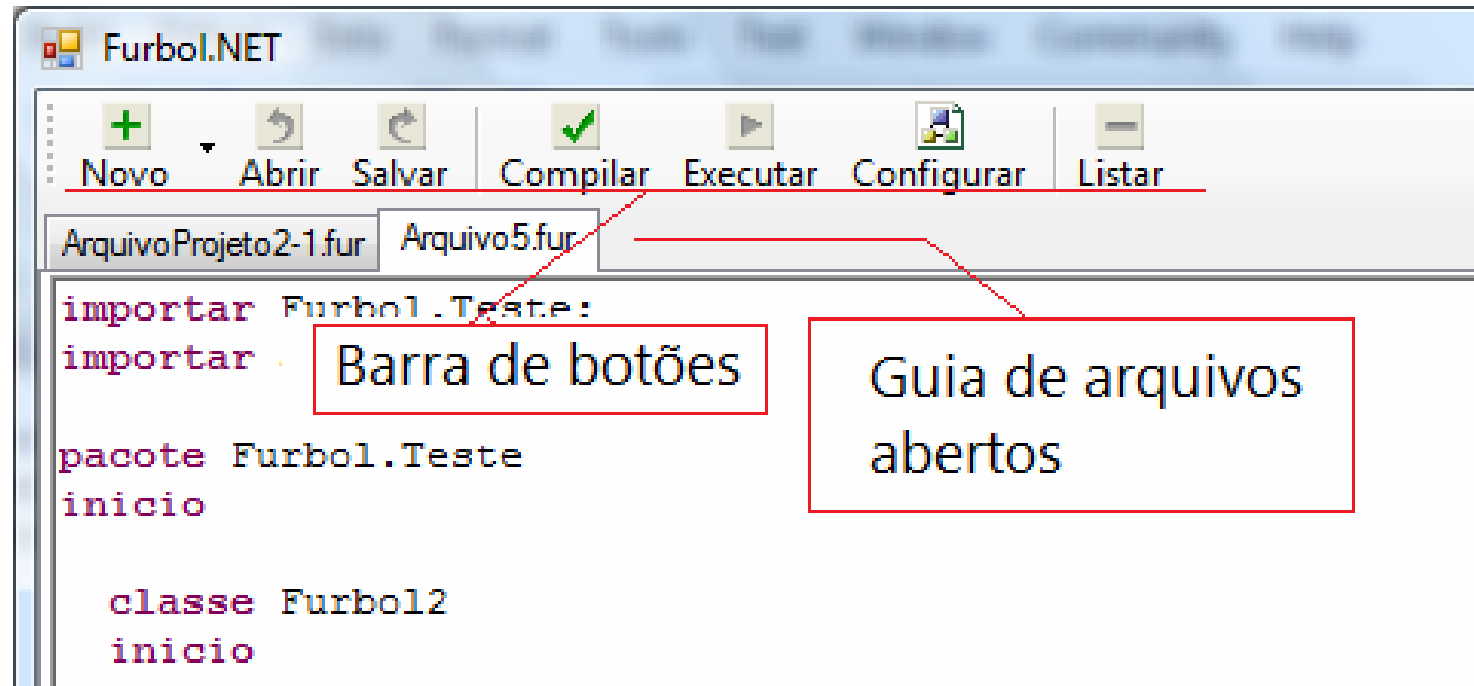 Furbol.NET
Novo Abrir Salvar Compilar Executar Configurar Listar
ArquivoProjeto2-1.fur Arquivo5.fur
importar Furbol.Teste;
importar
Barra de botões
Guia de arquivos
abertos
pacote Furbol.Teste
inicio
classe Furbol2
inicio